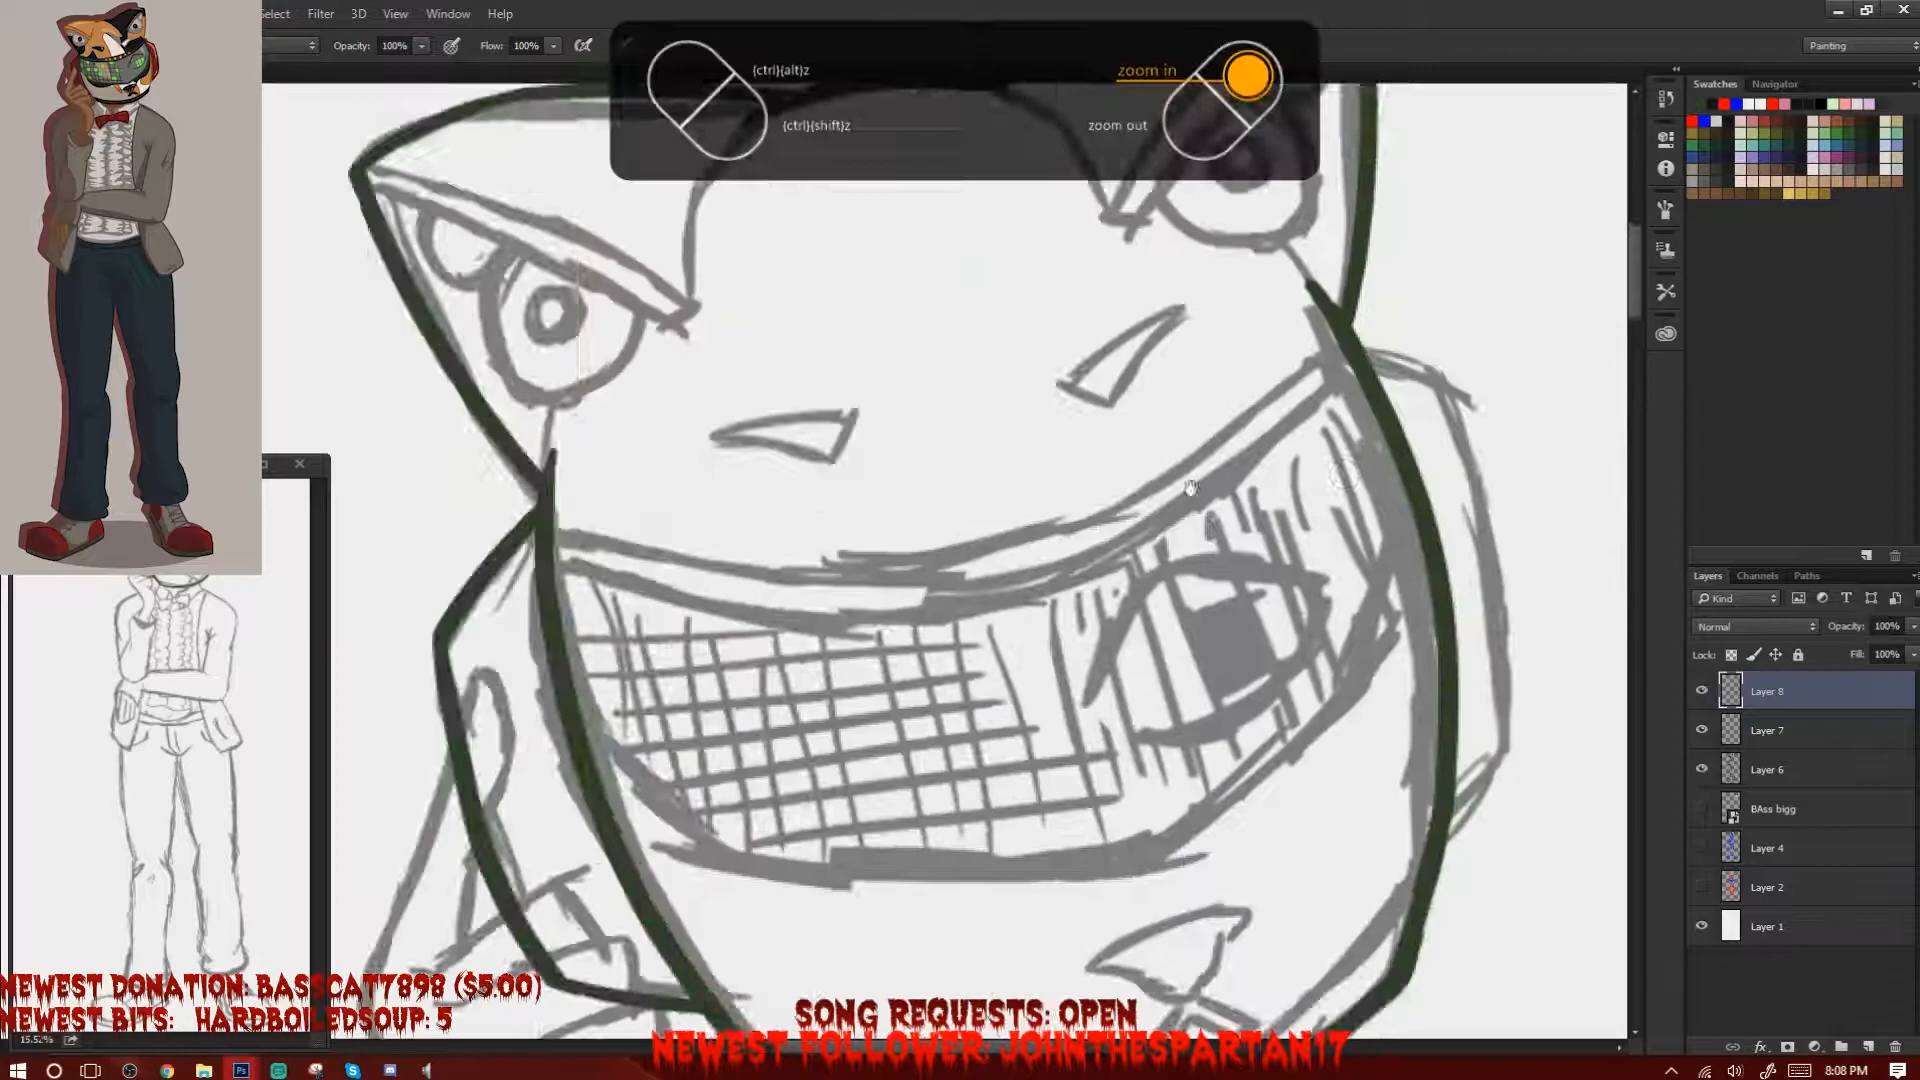 Select Filter 3D View Window Help
Opacity: 100% Flow: 100%
Painting
{ctrl}{alt}z
{ctrl}{shift}z
zoom in
zoom out
Swatches Navigator
Layers Channels Paths
Kind
Normal Opacity: 100%
Lock: Fill: 100%
Layer 8
Layer 7
Layer 6
BAss bigg
Layer 4
Layer 2
Layer 1
NEWEST DONATION: BASSCAT7898 ($5.00)
NEWEST BITS: HARDBOILEDSOUP: 5
SONG REQUESTS: OPEN
NEWEST FOLLOWER: JOHNTHESPARTAN17
15.52%
Ps
8:08 PM